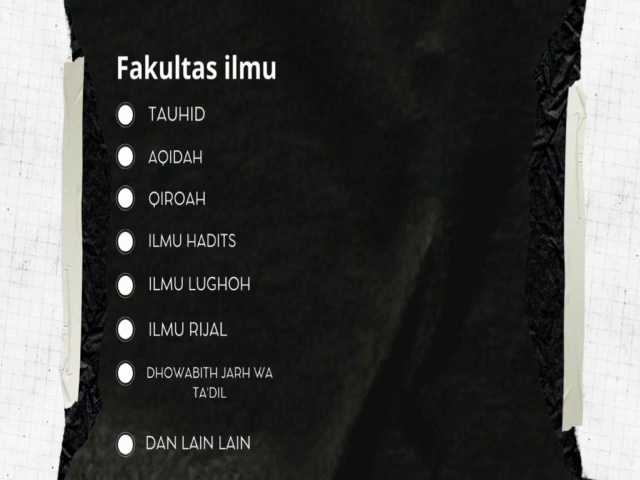 Fakultas ilmu
TAUHID
AQIDAH
QIROAH
ILMU HADITS
ILMU LUGHOH
ILMU RIJAL
DHOWABITH JARH WA
TA'DIL
DAN LAIN LAIN